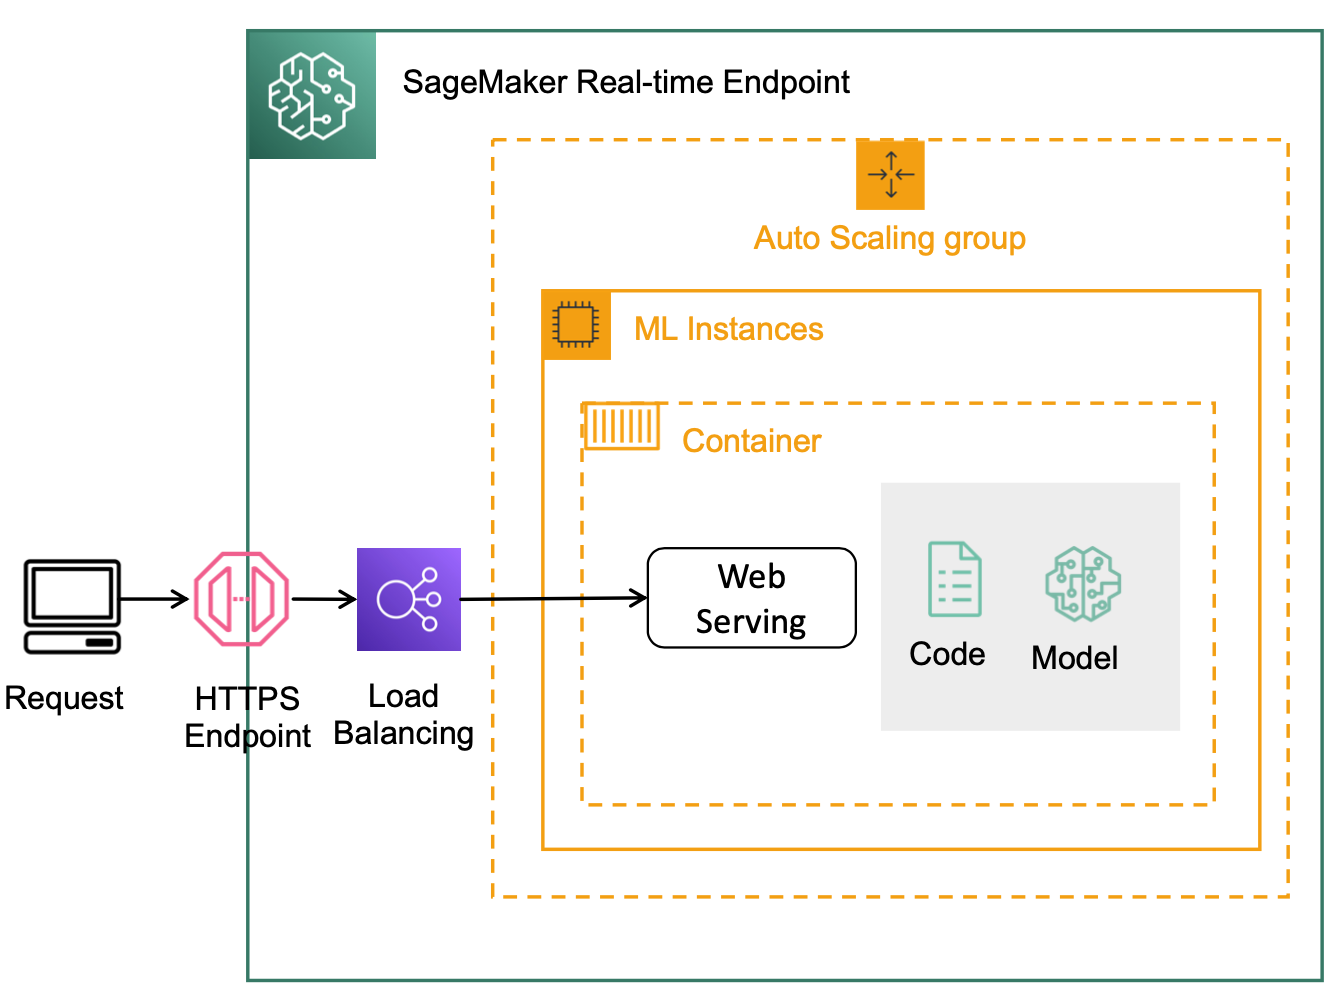 SageMaker Real-time Endpoint
Auto Scaling group
ML Instances
Container
Web
Serving
Code
Model
Request
HTTPS
Endpoint
Load
Balancing